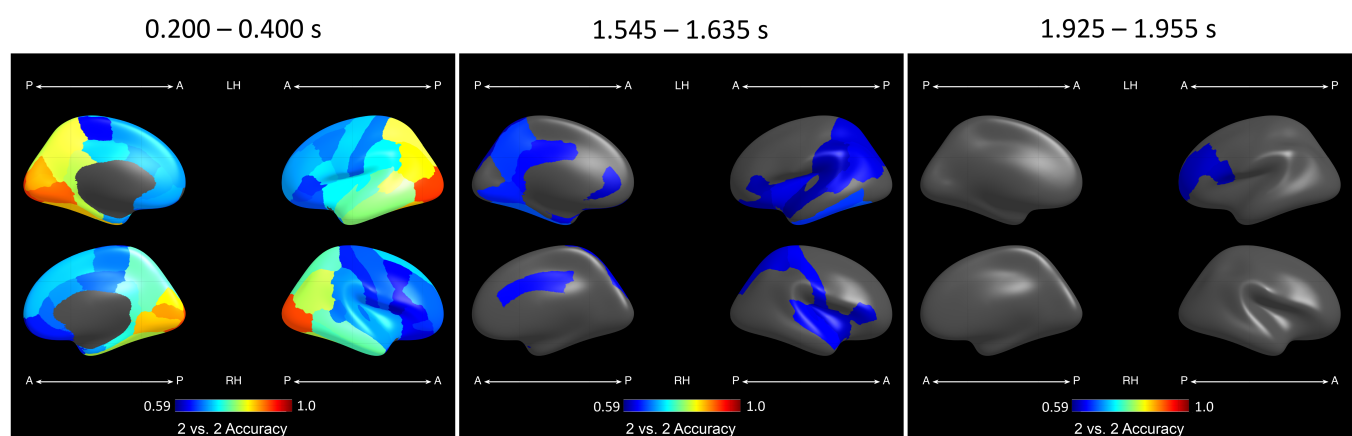 0.200 – 0.400 s
1.545 – 1.635 s
1.925 – 1.955 s
P A LH A P
P A LH A P
P A LH A P
A P RH P A
A P RH P A
A P RH P A
0.59 1.0
0.59 1.0
0.59 1.0
2 vs. 2 Accuracy
2 vs. 2 Accuracy
2 vs. 2 Accuracy